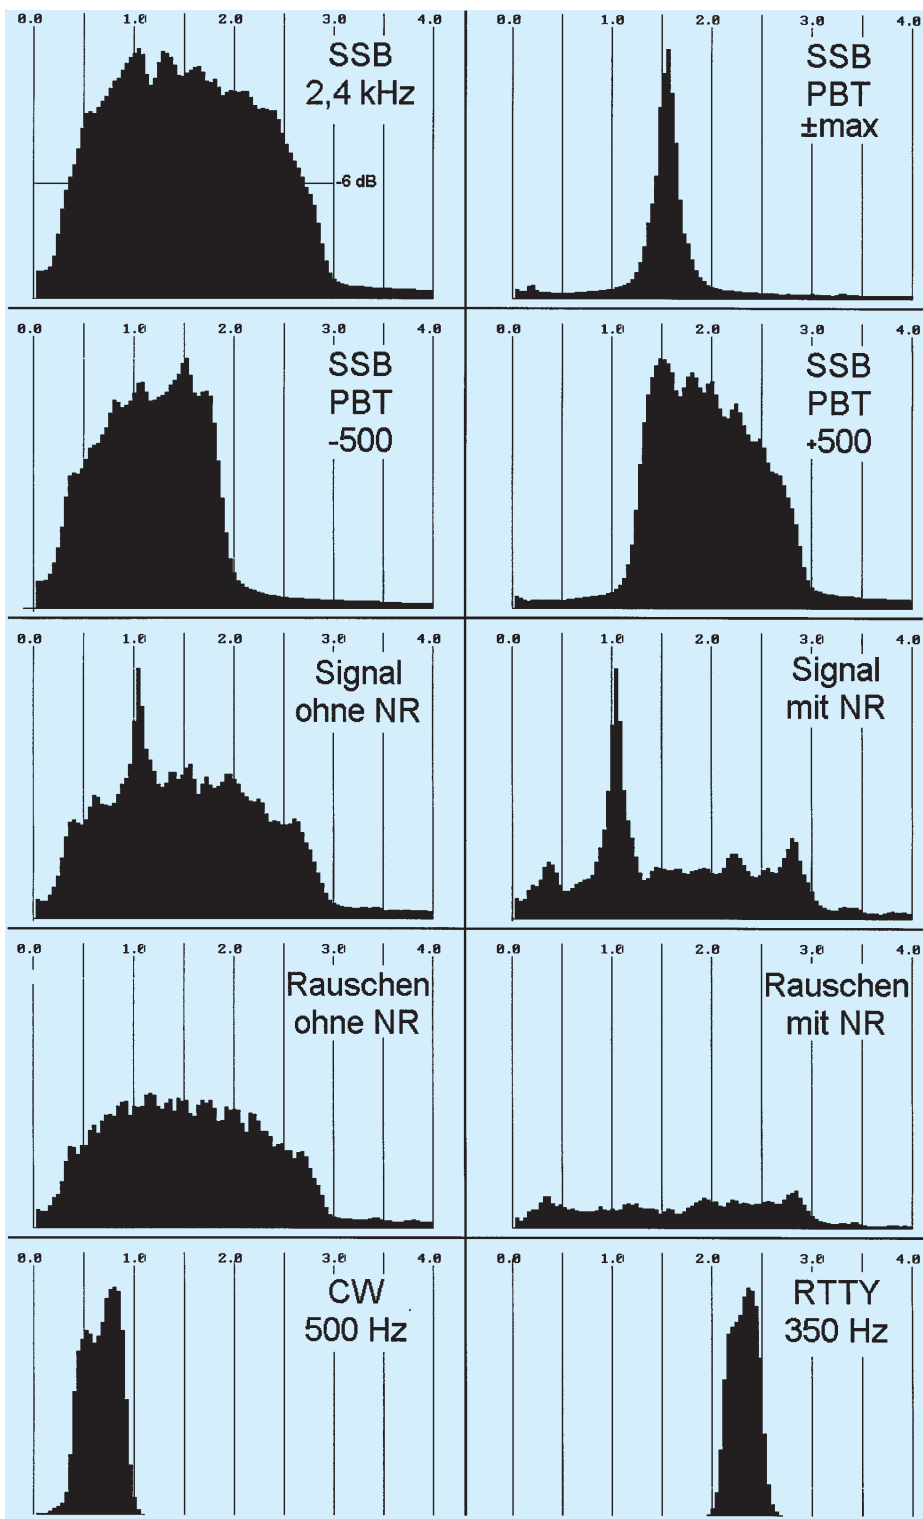 0.0 1.0 2.0 3.0 4.0
SSB
2,4 kHz
-6 dB
0.0 1.0 2.0 3.0 4.0
SSB
PBT
±max
0.0 1.0 2.0 3.0 4.0
SSB
PBT
-500
0.0 1.0 2.0 3.0 4.0
SSB
PBT
+500
0.0 1.0 2.0 3.0 4.0
Signal
ohne NR
0.0 1.0 2.0 3.0 4.0
Signal
mit NR
0.0 1.0 2.0 3.0 4.0
Rauschen
ohne NR
0.0 1.0 2.0 3.0 4.0
Rauschen
mit NR
0.0 1.0 2.0 3.0 4.0
CW
500 Hz
0.0 1.0 2.0 3.0 4.0
RTTY
350 Hz